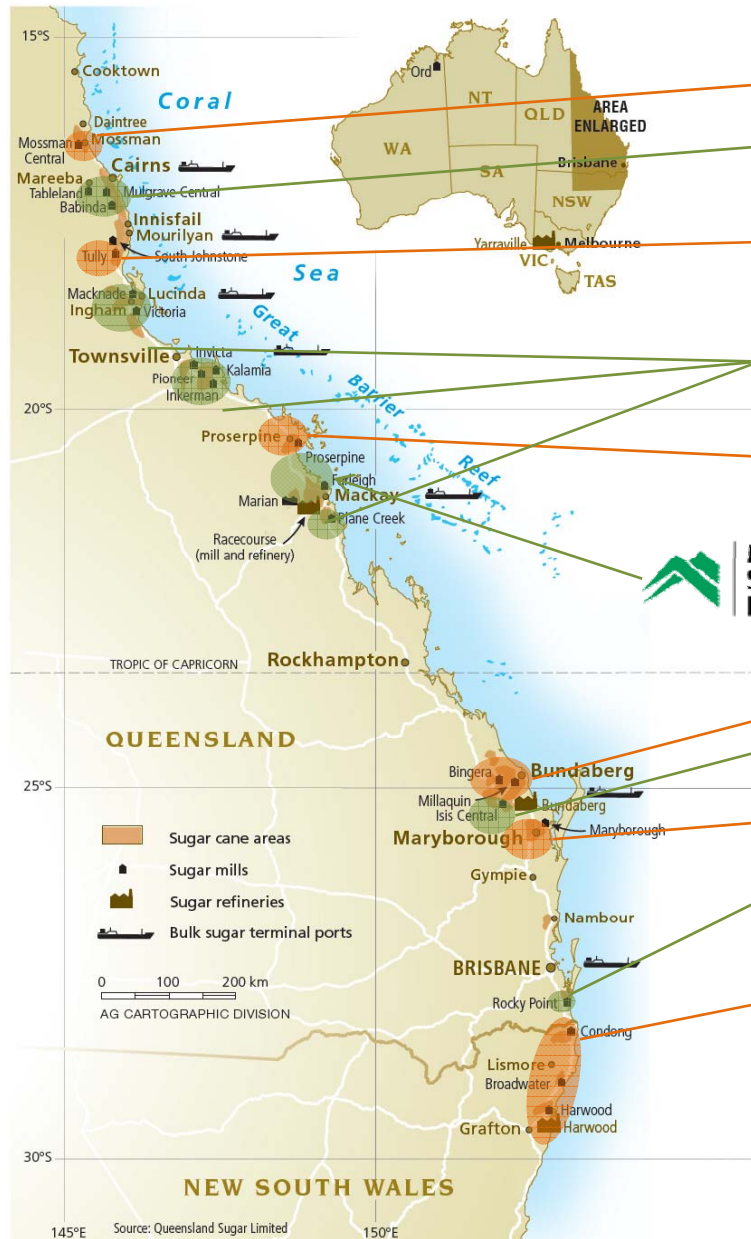 15°S
Cooktown
Coral
Daintree
Mossman
Mossman
Central
Cairns
Mareeba
Tableland
Mulgrave Central
Babinda
Innisfail
Mourilyan
South Johnstone
Tully
Sea
Macknade
Lucinda
Ingham
Victoria
Great
Townsville
Invicta
Pioneer
Kalamia
Inkerman
Barrier
20°S
Proserpine
Proserpine
Reef
Farleigh
Marian
Mackay
Plane Creek
Racecourse
(mill and refinery)
Ord
NT
QLD
AREA
ENLARGED
WA
SA
Brisbane
NSW
Yarraville
Melbourne
VIC
TAS
Rockhampton
TROPIC OF CAPRICORN
QUEENSLAND
Bingera
Bundaberg
25°S
Millaquin
Isis Central
Bundaberg
Maryborough
Maryborough
Gympie
Nambour
Sugar cane areas
Sugar mills
Sugar refineries
Bulk sugar terminal ports
0 100 200 km
AG CARTOGRAPHIC DIVISION
BRISBANE
Rocky Point
Condong
Lismore
Broadwater
Harwood
Grafton
Harwood
30°S
NEW SOUTH WALES
Source: Queensland Sugar Limited
145°E
150°E